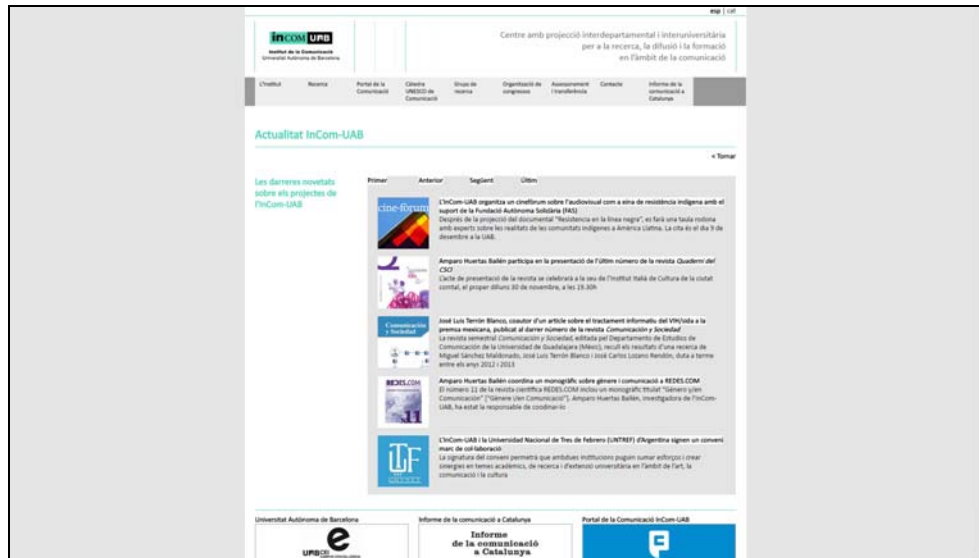 esp | cat
inCOM UAB
Institut de la Comunicació
Universitat Autònoma de Barcelona
Centre amb projecció interdepartamental i interuniversitària
per a la recerca, la difusió i la formació
en l'àmbit de la comunicació
L'Institut
Recerca
Portal de la
Comunicació
Càtedra
UNESCO de
Comunicació
Grups de
recerca
Organització de
congressos
Assessorament
i transferència
Contacte
Informe de la
comunicació a
Catalunya
Actualitat InCom-UAB
< Tornar
Les darreres novetats
sobre els projectes de
l'InCom-UAB
Primer Anterior Següent Últim
cine-fòrum
L'InCom-UAB organitza un cinefòrum sobre l'audiovisual com a eina de resistència indígena amb el
suport de la Fundació Autònoma Solidària (FAS)
Després de la projecció del documental "Resistencia en la línea negra", es farà una taula rodona
amb experts sobre les realitats de les comunitats indígenes a Amèrica Llatina. La cita és el dia 9 de
desembre a la UAB.
Amparo Huertas Bailén participa en la presentació de l'últim número de la revista Quaderni del
CSCI
L'acte de presentació de la revista se celebrarà a la seu de l'Institut Italià de Cultura de la ciutat
comtal, el proper dilluns 30 de novembre, a les 19.30h
Comunicación
y Sociedad
José Luis Terrón Blanco, coautor d'un article sobre el tractament informatiu del VIH/sida a la
premsa mexicana, publicat al darrer número de la revista Comunicación y Sociedad
La revista semestral Comunicación y Sociedad, editada pel Departamento de Estudios de
Comunicación de la Universidad de Guadalajara (Mèxic), recull els resultats d'una recerca de
Miguel Sánchez Maldonado, José Luis Terrón Blanco i José Carlos Lozano Rendón, duta a terme
entre els anys 2012 i 2013
REDES.COM
11
Amparo Huertas Bailén coordina un monogràfic sobre gènere i comunicació a REDES.COM
El número 11 de la revista científica REDES.COM inclou un monogràfic titulat "Género y/en
Comunicación" ("Gènere i/en Comunicació"). Amparo Huertas Bailén, investigadora de l'InCom-
UAB, ha estat la responsable de coodinar-lo
UNTREF
L'InCom-UAB i la Universidad Nacional de Tres de Febrero (UNTREF) d'Argentina signen un conveni
marc de col·laboració
La signatura del conveni permetrà que ambdues institucions puguin sumar esforços i crear
sinergies en temes acadèmics, de recerca i d'extensió universitària en l'àmbit de l'art, la
comunicació i la cultura
Universitat Autònoma de Barcelona
Informe de la comunicació a Catalunya
Portal de la Comunicació InCom-UAB
UAB CEI
Informe
de la comunicació
a Catalunya